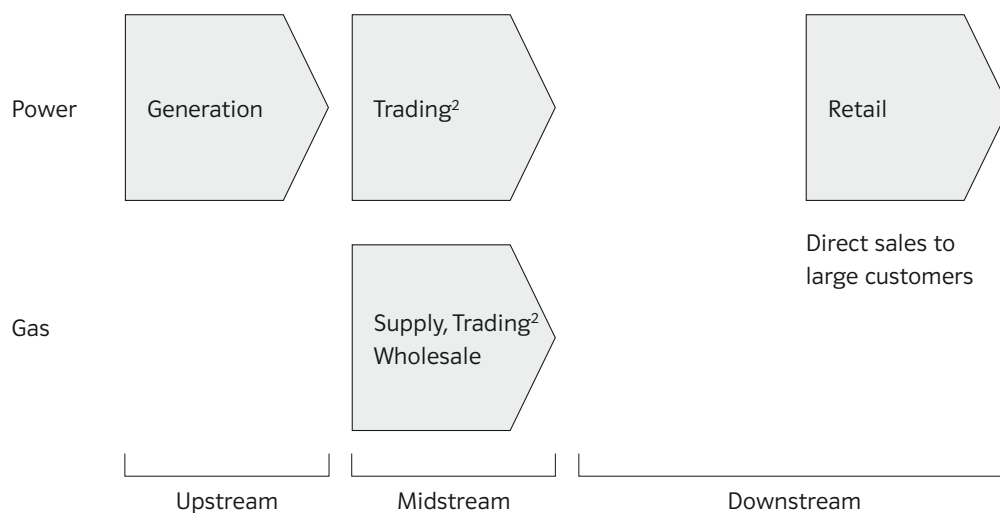 Power
Generation
Trading²
Retail
Direct sales to
large customers
Gas
Supply, Trading²
Wholesale
Upstream
Midstream
Downstream